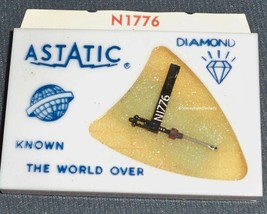 N1776
ASTATIC®
DIAMOND
N1776
KNOWN
THE WORLD OVER